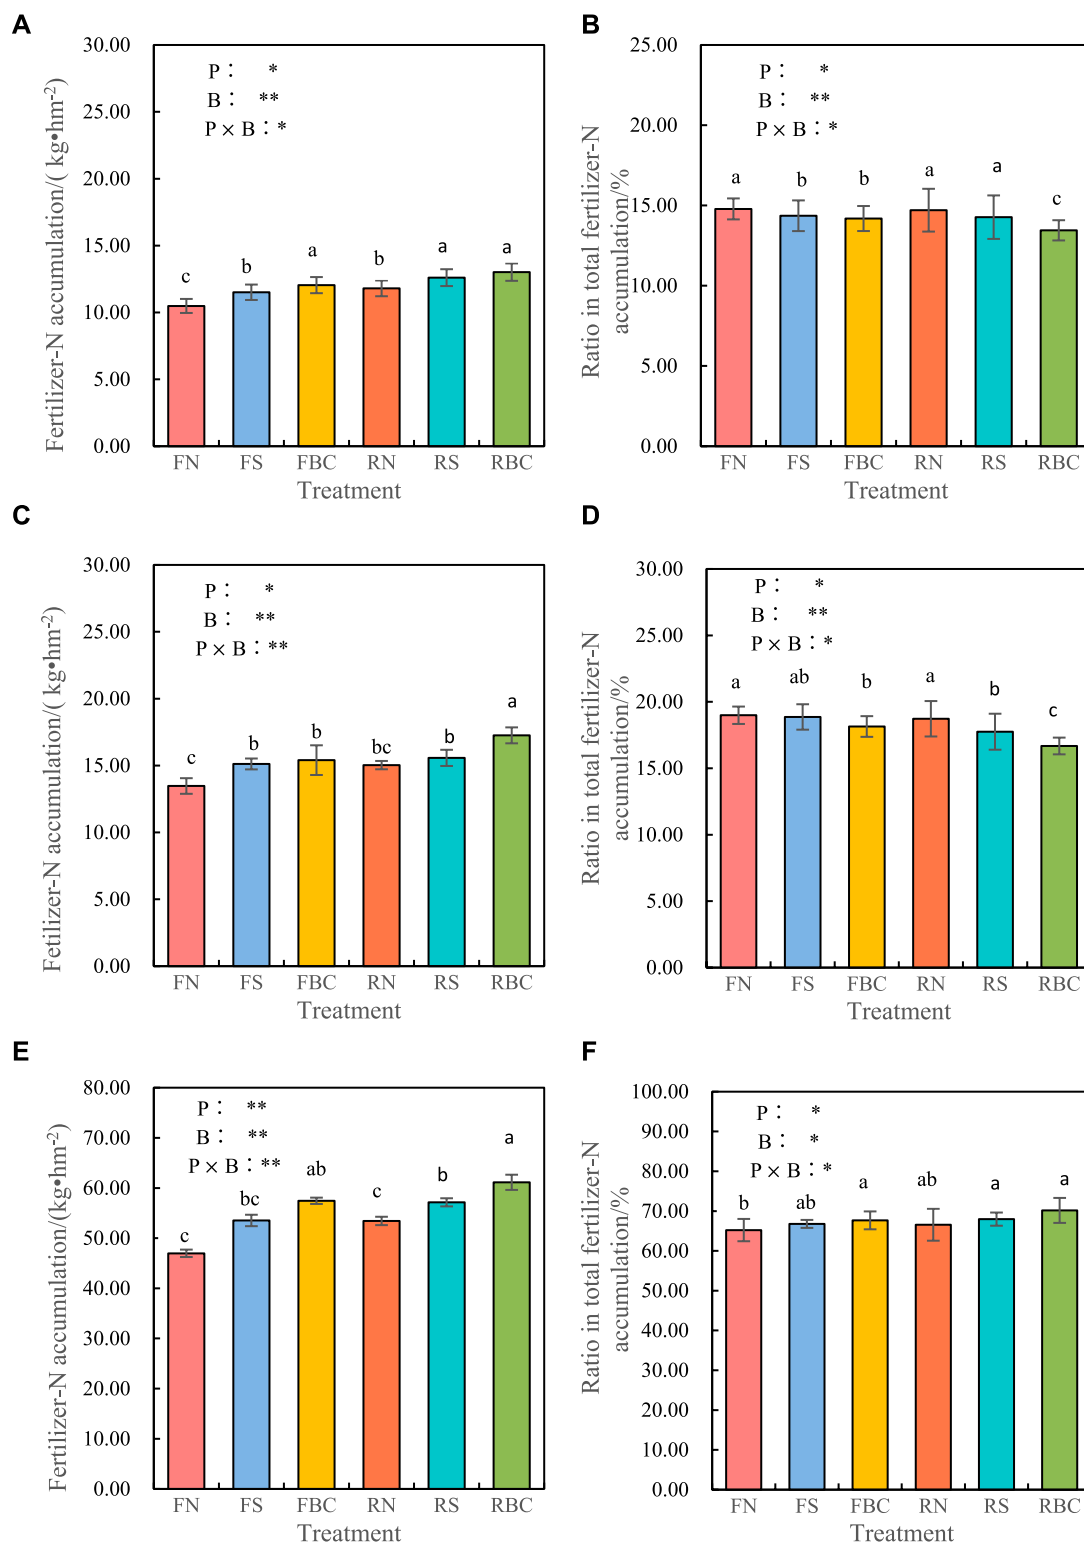 A
Fertilizer-N accumulation/( kg•hm-2)
30.00
25.00
20.00
15.00
10.00
5.00
0.00
P： *
B： **
P × B：*
c
b
a
b
a
a
FN FS FBC RN RS RBC
Treatment
B
Ratio in total fertilizer-N
accumulation/%
25.00
20.00
15.00
10.00
5.00
0.00
P： *
B： **
P × B：*
a
b
b
a
a
c
FN FS FBC RN RS RBC
Treatment
C
Fetilizer-N accumulation/( kg•hm-2)
30.00
25.00
20.00
15.00
10.00
5.00
0.00
P： *
B： **
P × B：**
c
b
b
bc
b
a
FN FS FBC RN RS RBC
Treatment
D
Ratio in total fertilizer-N
accumulation/%
30.00
25.00
20.00
15.00
10.00
5.00
0.00
P： *
B： **
P × B：*
a
ab
b
a
b
c
FN FS FBC RN RS RBC
Treatment
E
Fertilizer-N accumulation/(kg•hm-2)
80.00
70.00
60.00
50.00
40.00
30.00
20.00
10.00
0.00
P： **
B： **
P × B：**
c
bc
ab
c
b
a
FN FS FBC RN RS RBC
Treatment
F
Ratio in total fertilizer-N
accumulation/%
100.00
90.00
80.00
70.00
60.00
50.00
40.00
30.00
20.00
10.00
0.00
P： *
B： *
P × B：*
b
ab
a
ab
a
a
FN FS FBC RN RS RBC
Treatment